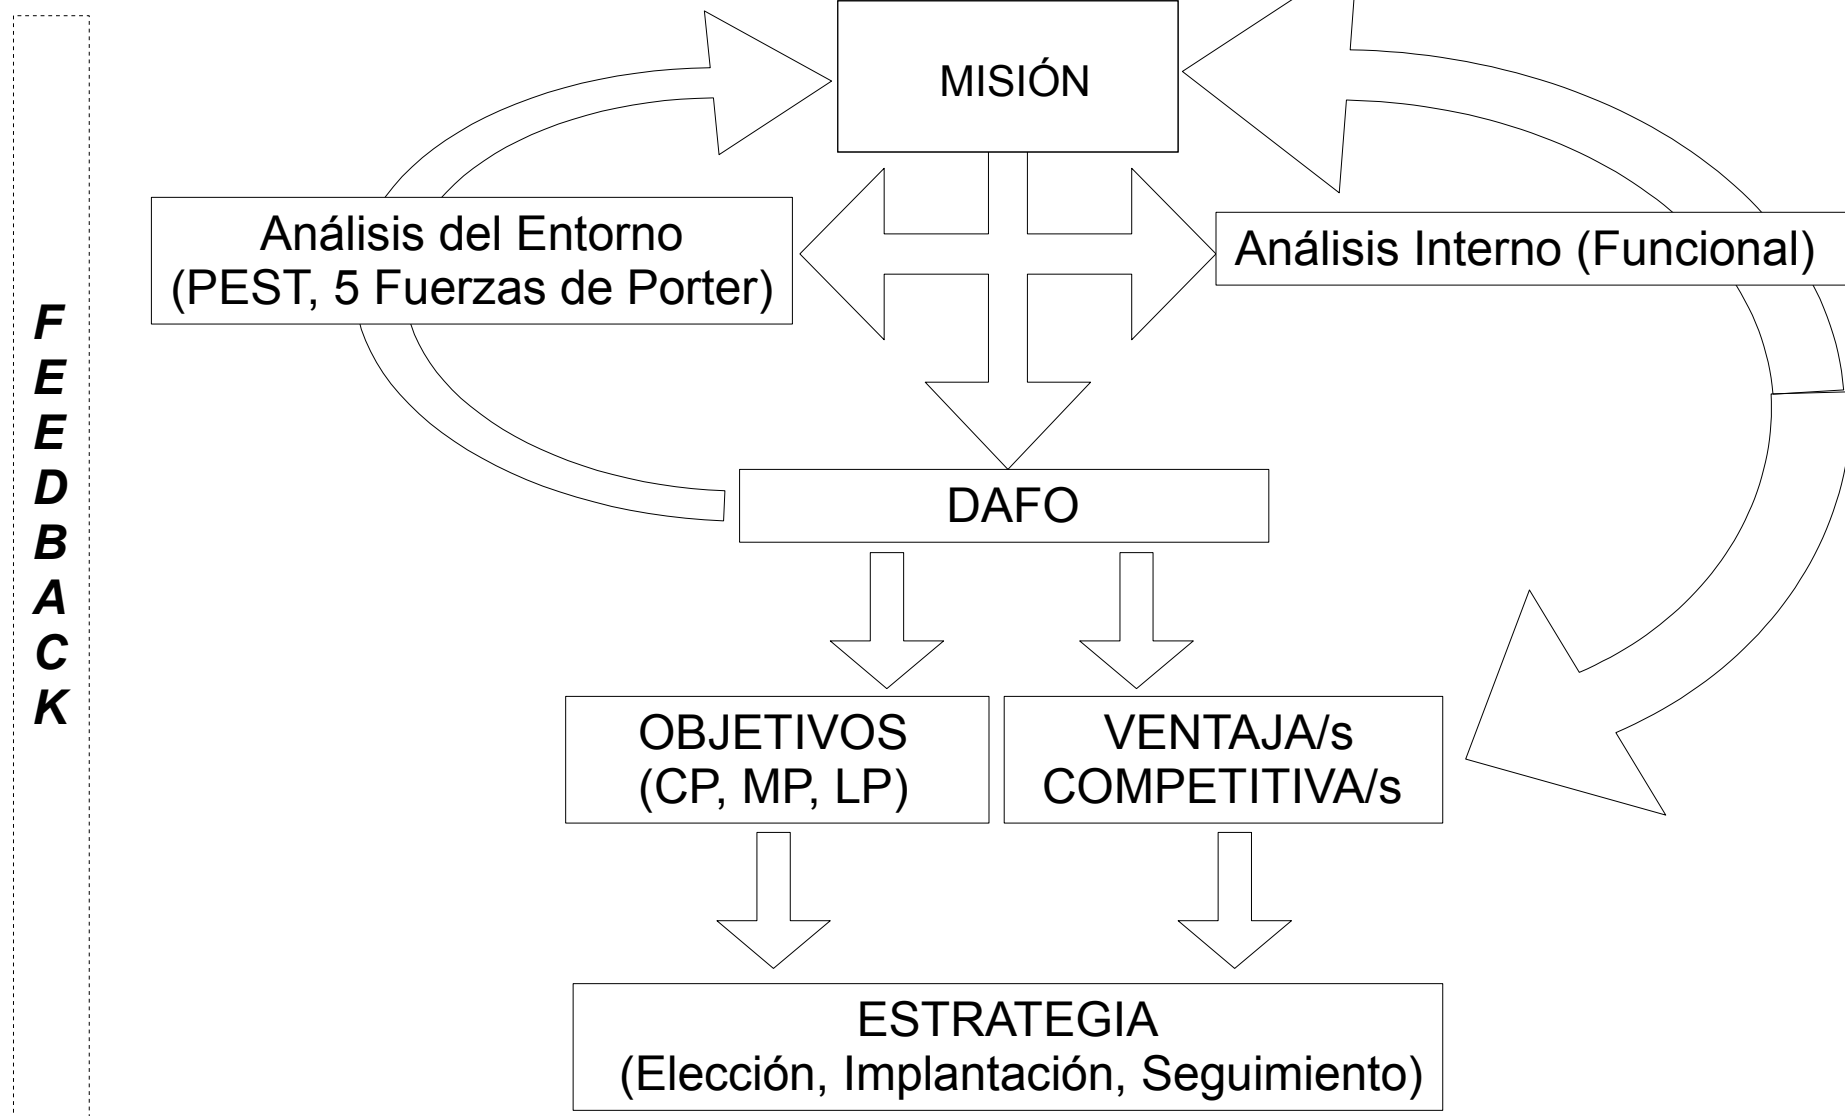 MISIÓN
Análisis del Entorno
(PEST, 5 Fuerzas de Porter)
Análisis Interno (Funcional)
F
E
E
D
B
A
C
K
DAFO
OBJETIVOS
(CP, MP, LP)
VENTAJA/s
COMPETITIVA/s
ESTRATEGIA
(Elección, Implantación, Seguimiento)